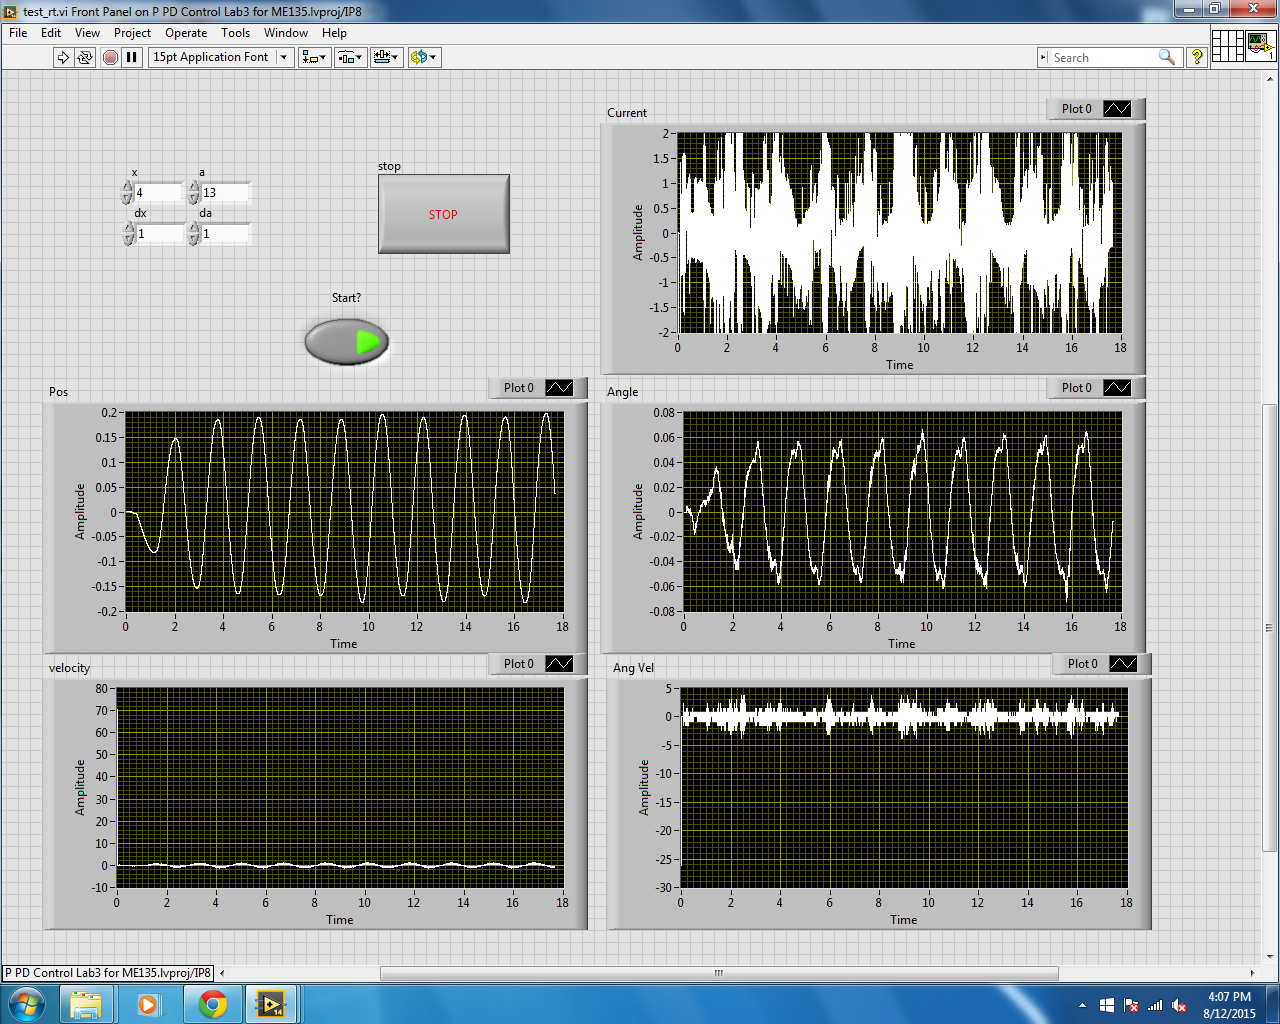 test_rt.vi Front Panel on P PD Control Lab3 for ME135.lvproj/IP8
File Edit View Project Operate Tools Window Help
15pt Application Font
Search
?
1
x a
4 13
dx da
1 1
stop
STOP
Start?
Current
Plot 0
2
1.5
1
0.5
0
-0.5
-1
-1.5
-2
Amplitude
0 2 4 6 8 10 12 14 16 18
Time
Pos
Plot 0
0.2
0.15
0.1
0.05
0
-0.05
-0.1
-0.15
-0.2
Amplitude
0 2 4 6 8 10 12 14 16 18
Time
Angle
Plot 0
0.08
0.06
0.04
0.02
0
-0.02
-0.04
-0.06
-0.08
Amplitude
0 2 4 6 8 10 12 14 16 18
Time
velocity
Plot 0
80
70
60
50
40
30
20
10
0
-10
Amplitude
0 2 4 6 8 10 12 14 16 18
Time
Ang Vel
Plot 0
5
0
-5
-10
-15
-20
-25
-30
Amplitude
0 2 4 6 8 10 12 14 16 18
Time
P PD Control Lab3 for ME135.lvproj/IP8
14
4:07 PM
8/12/2015